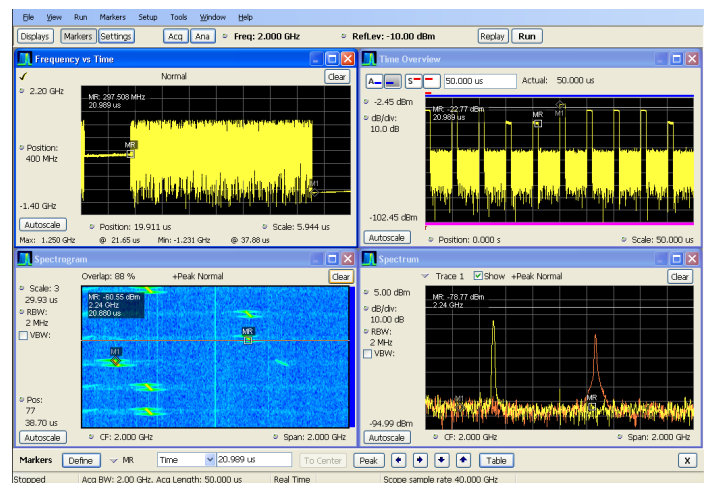 File View Run Markers Setup Tools Window Help
Displays Markers Settings Acq Ana Freq: 2.000 GHz RefLev: -10.00 dBm Replay Run
Frequency vs Time
Normal Clear
2.20 GHz
MR: 297.508 MHz
20.989 us
Position:
400 MHz
MR
M1
-1.40 GHz
Autoscale Position: 19.911 us Scale: 5.944 us
Max: 1.250 GHz @ 21.65 us Min: -1.231 GHz @ 37.88 us
Time Overview
A S 50.000 us Actual: 50.000 us
-2.45 dBm
MR: -22.77 dBm
20.989 us
MR
M1
dB/div:
10.0 dB
-102.45 dBm
Autoscale Position: 0.000 s Scale: 50.000 us
Spectrogram
Overlap: 88 % +Peak Normal Clear
Scale: 3
29.93 us
RBW:
2 MHz
VBW:
MR: -60.55 dBm
2.24 GHz
20.880 us
MR
M1
Pos:
77
38.70 us
Autoscale CF: 2.000 GHz Span: 2.000 GHz
Spectrum
Trace 1 Show +Peak Normal Clear
5.00 dBm
dB/div:
10.00 dB
RBW:
2 MHz
VBW:
MR: -78.77 dBm
2.24 GHz
M1
MR
-94.99 dBm
Autoscale CF: 2.000 GHz Span: 2.000 GHz
Markers Define MR Time 20.989 us To Center Peak Table X
Stopped Acq BW: 2.00 GHz, Acq Length: 50.000 us Real Time Scope sample rate 40.000 GHz